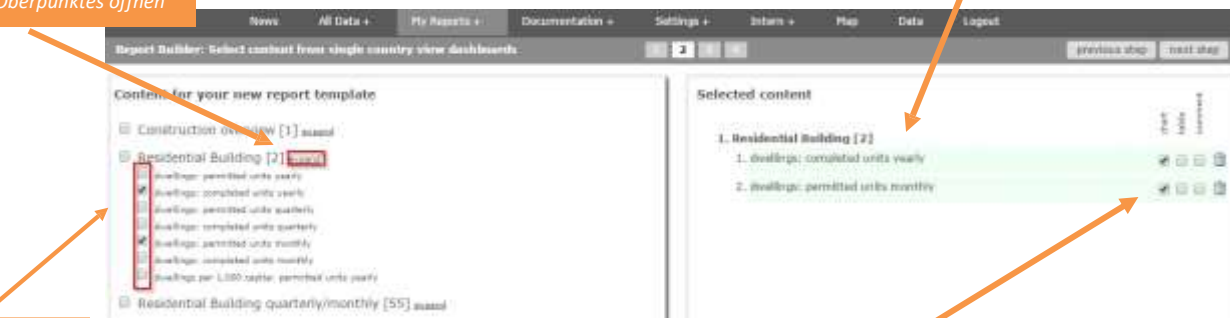 Oberpunktes öffnen
News All Data + My Reports + Documentation + Settings + Intern + Map Data Logout
Report Builder: Select content from single country view dashboards 2 previous step next step
Content for your new report template
Construction overview [1] expand
Residential Building [2] expand
dwellings: permitted units yearly
dwellings: completed units yearly
dwellings: permitted units quarterly
dwellings: completed units quarterly
dwellings: permitted units monthly
dwellings: completed units monthly
dwellings per 1,000 capita: permitted units yearly
Residential Building quarterly/monthly [55] expand
Selected content
chart table comment
1. Residential Building [2]
1. dwellings: completed units yearly
2. dwellings: permitted units monthly